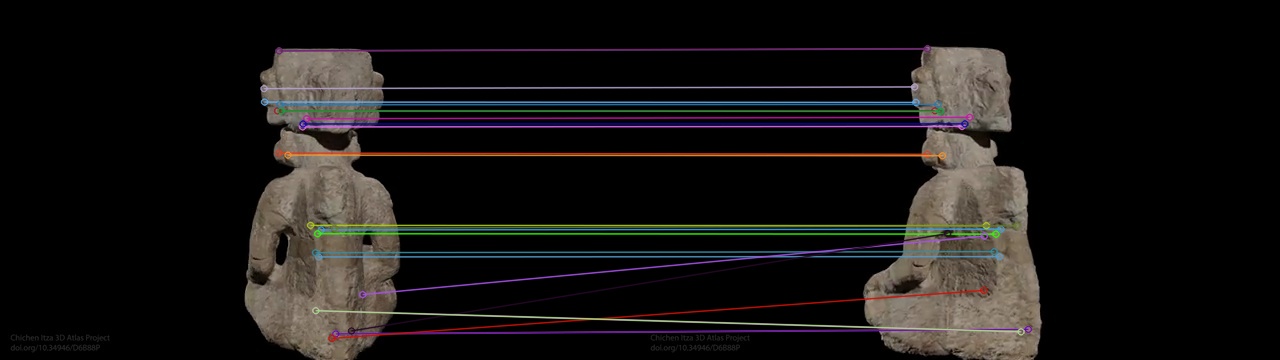 Chichen Itza 3D Atlas Project
doi.org/10.34946/D6B88P
Chichen Itza 3D Atlas Project
doi.org/10.34946/D6B88P